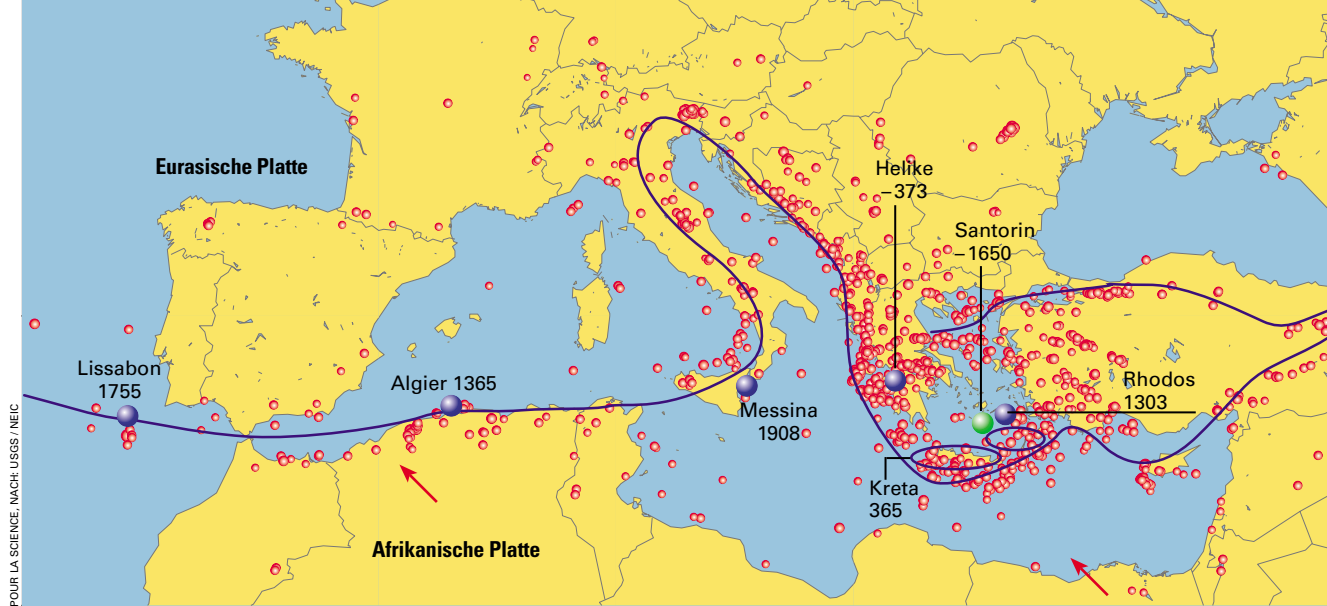 Eurasische Platte
Helike
–373
Santorin
–1650
Lissabon
1755
Algier 1365
Messina
1908
Rhodos
1303
Kreta
365
Afrikanische Platte
POUR LA SCIENCE, NACH: USGS / NEIC